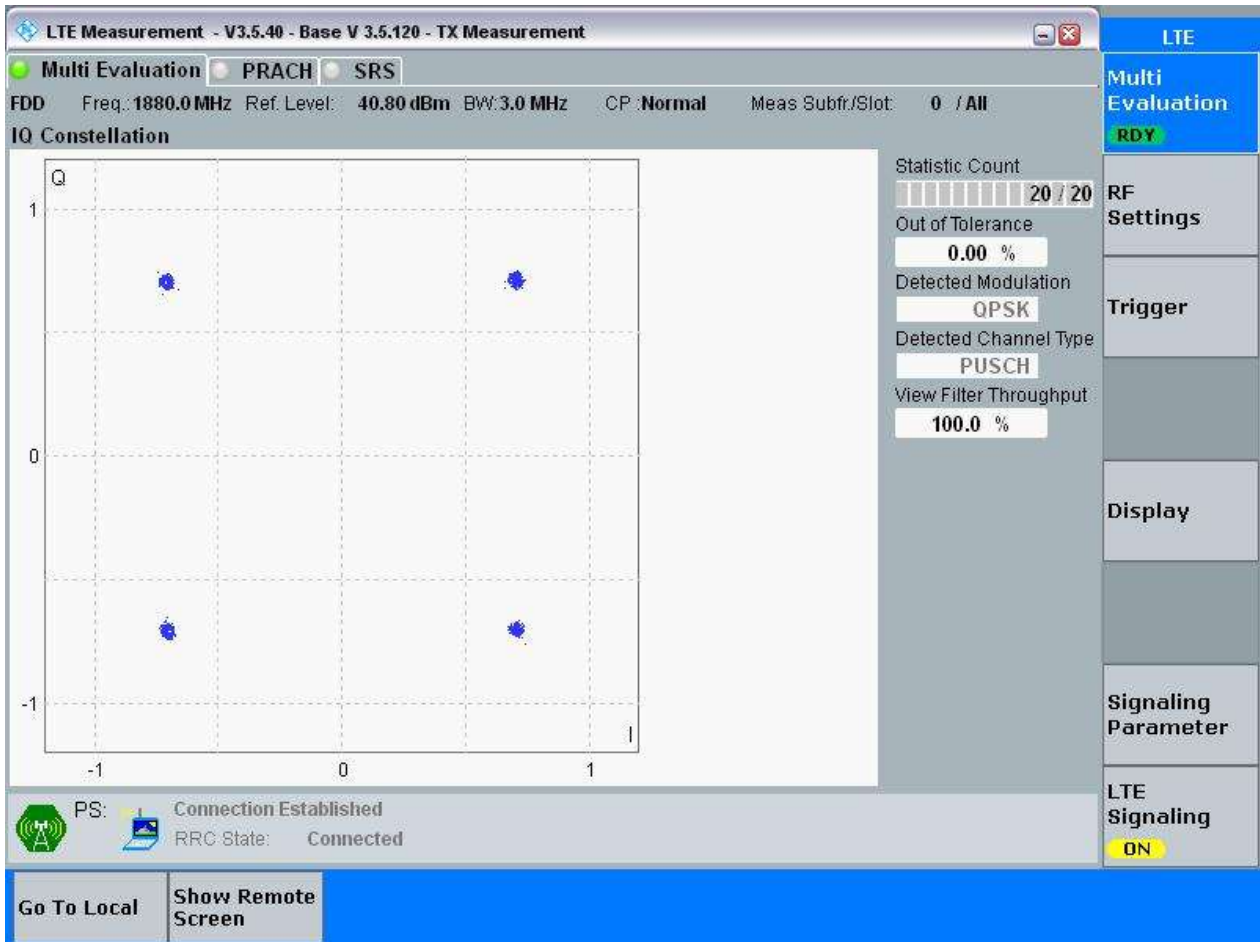 LTE Measurement - V3.5.40 - Base V 3.5.120 - TX Measurement
LTE
Multi Evaluation PRACH SRS
Multi
Evaluation
RDY
FDD Freq.: 1880.0 MHz Ref. Level: 40.80 dBm BW: 3.0 MHz CP : Normal Meas Subfr./Slot: 0 / All
IQ Constellation
Q
1
0
-1
I
-1 0 1
Statistic Count
20 / 20
Out of Tolerance
0.00 %
Detected Modulation
QPSK
Detected Channel Type
PUSCH
View Filter Throughput
100.0 %
RF
Settings
Trigger
Display
Signaling
Parameter
LTE
Signaling
ON
PS: Connection Established
RRC State: Connected
Go To Local
Show Remote
Screen